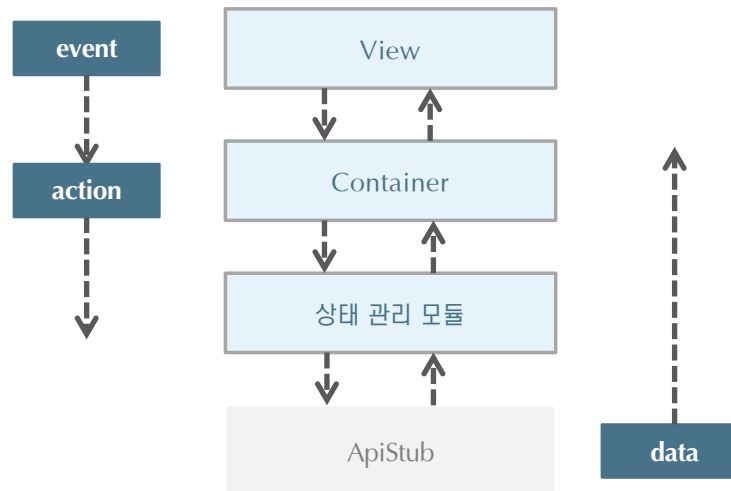 event
View
action
Container
상태 관리 모듈
ApiStub
data